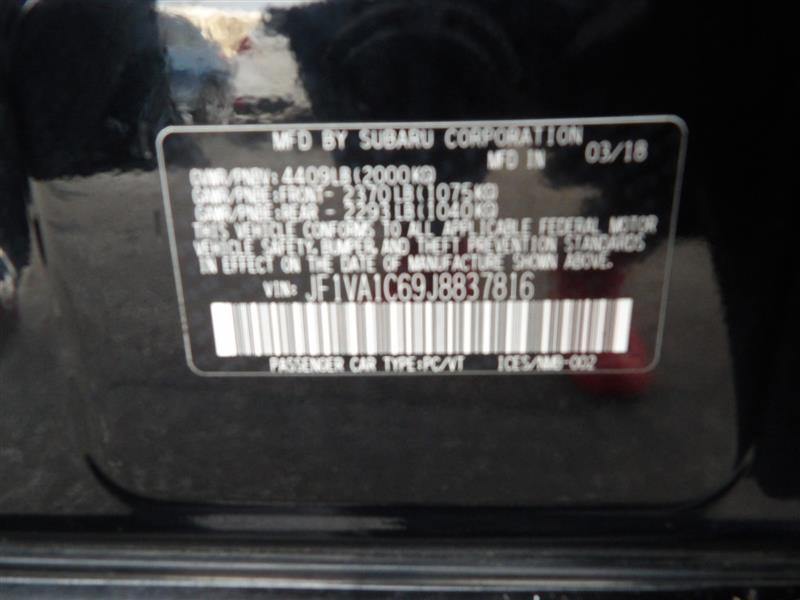 MFD BY SUBARU CORPORATION
MFD IN 03/18
GVWR/PNBV: 4409LB(2000KG)
GAWR/PNBE:FRONT- 2370LB(1075KG)
GAWR/PNBE:REAR - 2293LB(1040KG)
THIS VEHICLE CONFORMS TO ALL APPLICABLE FEDERAL MOTOR
VEHICLE SAFETY, BUMPER, AND THEFT PREVENTION STANDARDS
IN EFFECT ON THE DATE OF MANUFACTURE SHOWN ABOVE.
VIN: JF1VA1C69J8837816
PASSENGER CAR TYPE:PC/VT ICES/NMB-002